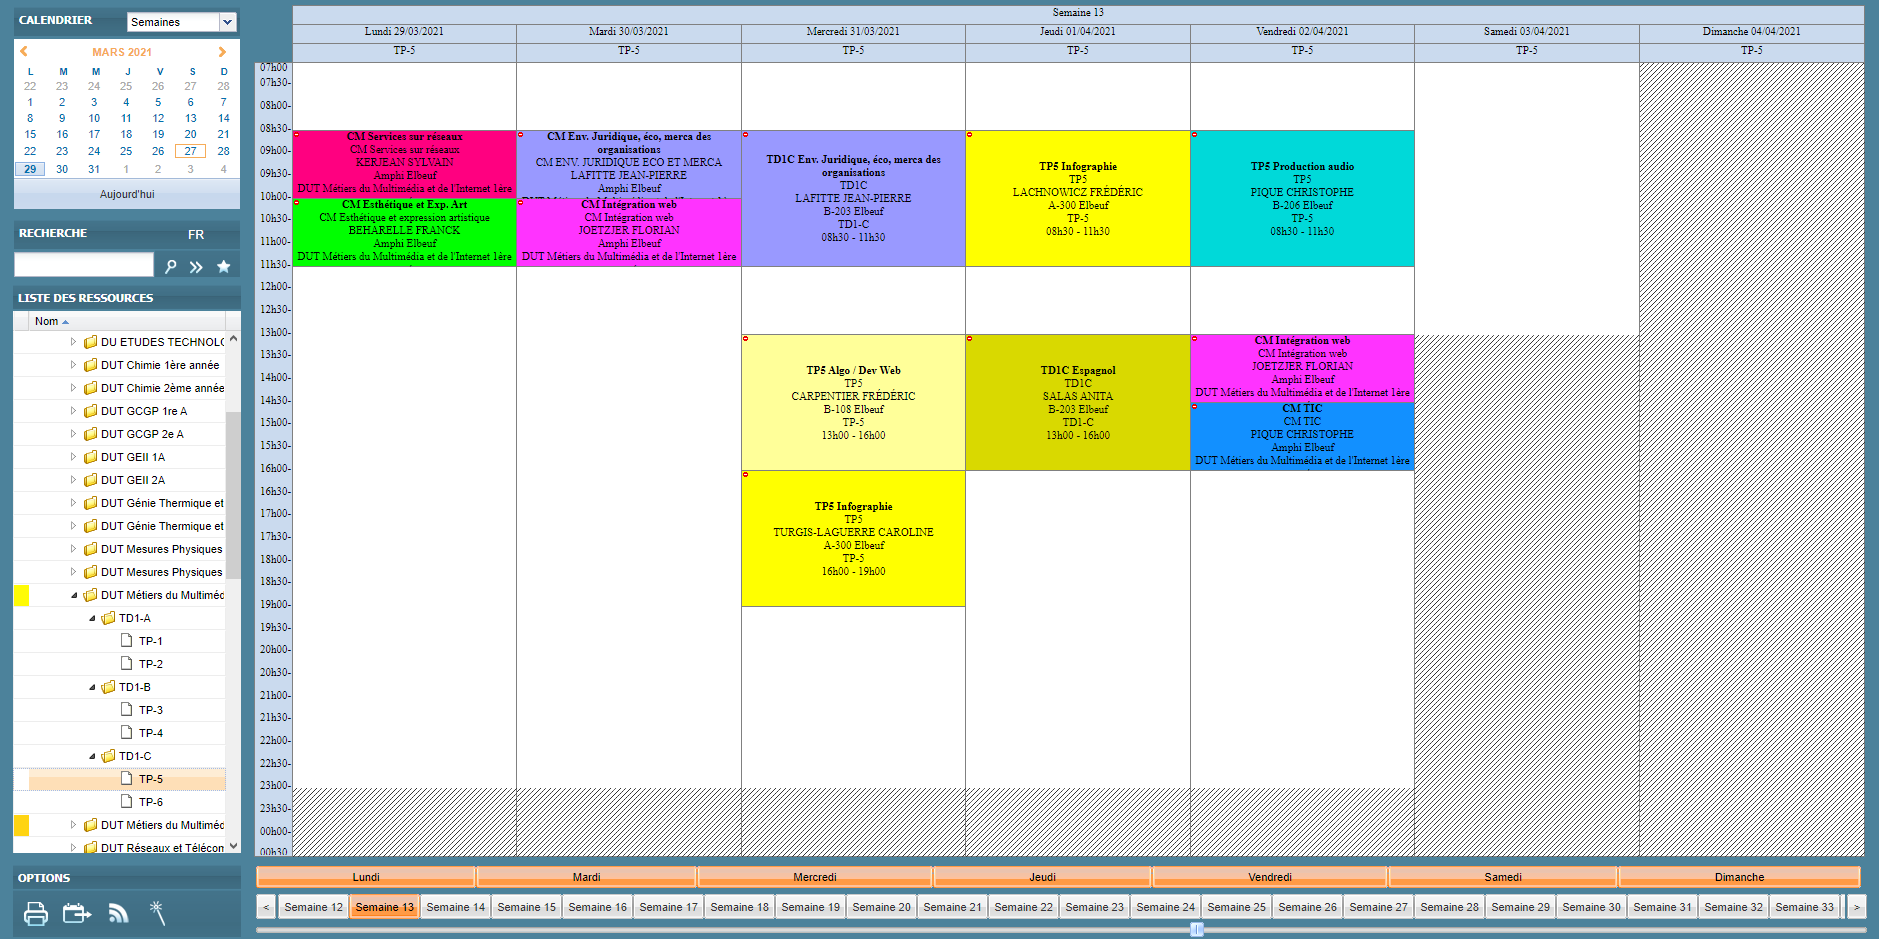 CALENDRIER
Semaines
MARS 2021
L M M J V S D
22 23 24 25 26 27 28
1 2 3 4 5 6 7
8 9 10 11 12 13 14
15 16 17 18 19 20 21
22 23 24 25 26 27 28
29 30 31 1 2 3 4
Aujourd'hui
RECHERCHE FR
LISTE DES RESSOURCES
Nom
DU ETUDES TECHNOLO
DUT Chimie 1ère année
DUT Chimie 2ème année
DUT GCGP 1re A
DUT GCGP 2e A
DUT GEII 1A
DUT GEII 2A
DUT Génie Thermique et
DUT Génie Thermique et
DUT Mesures Physiques
DUT Mesures Physiques
DUT Métiers du Multiméd
TD1-A
TP-1
TP-2
TD1-B
TP-3
TP-4
TD1-C
TP-5
TP-6
DUT Métiers du Multiméd
DUT Réseaux et Télécom
OPTIONS
Semaine 13
Lundi 29/03/2021 Mardi 30/03/2021 Mercredi 31/03/2021 Jeudi 01/04/2021 Vendredi 02/04/2021 Samedi 03/04/2021 Dimanche 04/04/2021
TP-5 TP-5 TP-5 TP-5 TP-5 TP-5 TP-5
07h00
07h30-
08h00-
08h30-
09h00-
09h30-
10h00-
10h30-
11h00-
11h30-
12h00-
12h30-
13h00-
13h30-
14h00-
14h30-
15h00-
15h30-
16h00-
16h30-
17h00-
17h30-
18h00-
18h30-
19h00-
19h30-
20h00-
20h30-
21h00-
21h30-
22h00-
22h30-
23h00-
23h30-
00h00-
00h30
CM Services sur réseaux
CM Services sur réseaux
KERJEAN SYLVAIN
Amphi Elbeuf
DUT Métiers du Multimédia et de l'Internet 1ère
CM Esthétique et Exp. Art
CM Esthétique et expression artistique
BEHARELLE FRANCK
Amphi Elbeuf
DUT Métiers du Multimédia et de l'Internet 1ère
CM Env. Juridique, éco, merca des
organisations
CM ENV. JURIDIQUE ECO ET MERCA
LAFITTE JEAN-PIERRE
Amphi Elbeuf
CM Intégration web
CM Intégration web
JOETZJER FLORIAN
Amphi Elbeuf
DUT Métiers du Multimédia et de l'Internet 1ère
TD1C Env. Juridique, éco, merca des
organisations
TD1C
LAFITTE JEAN-PIERRE
B-203 Elbeuf
TD1-C
08h30 - 11h30
TP5 Algo / Dev Web
TP5
CARPENTIER FRÉDÉRIC
B-108 Elbeuf
TP-5
13h00 - 16h00
TP5 Infographie
TP5
TURGIS-LAGUERRE CAROLINE
A-300 Elbeuf
TP-5
16h00 - 19h00
TP5 Infographie
TP5
LACHNOWICZ FRÉDÉRIC
A-300 Elbeuf
TP-5
08h30 - 11h30
TD1C Espagnol
TD1C
SALAS ANITA
B-203 Elbeuf
TD1-C
13h00 - 16h00
TP5 Production audio
TP5
PIQUE CHRISTOPHE
B-206 Elbeuf
TP-5
08h30 - 11h30
CM Intégration web
CM Intégration web
JOETZJER FLORIAN
Amphi Elbeuf
DUT Métiers du Multimédia et de l'Internet 1ère
CM TIC
CM TIC
PIQUE CHRISTOPHE
Amphi Elbeuf
DUT Métiers du Multimédia et de l'Internet 1ère
Lundi Mardi Mercredi Jeudi Vendredi Samedi Dimanche
< Semaine 12 Semaine 13 Semaine 14 Semaine 15 Semaine 16 Semaine 17 Semaine 18 Semaine 19 Semaine 20 Semaine 21 Semaine 22 Semaine 23 Semaine 24 Semaine 25 Semaine 26 Semaine 27 Semaine 28 Semaine 29 Semaine 30 Semaine 31 Semaine 32 Semaine 33 >